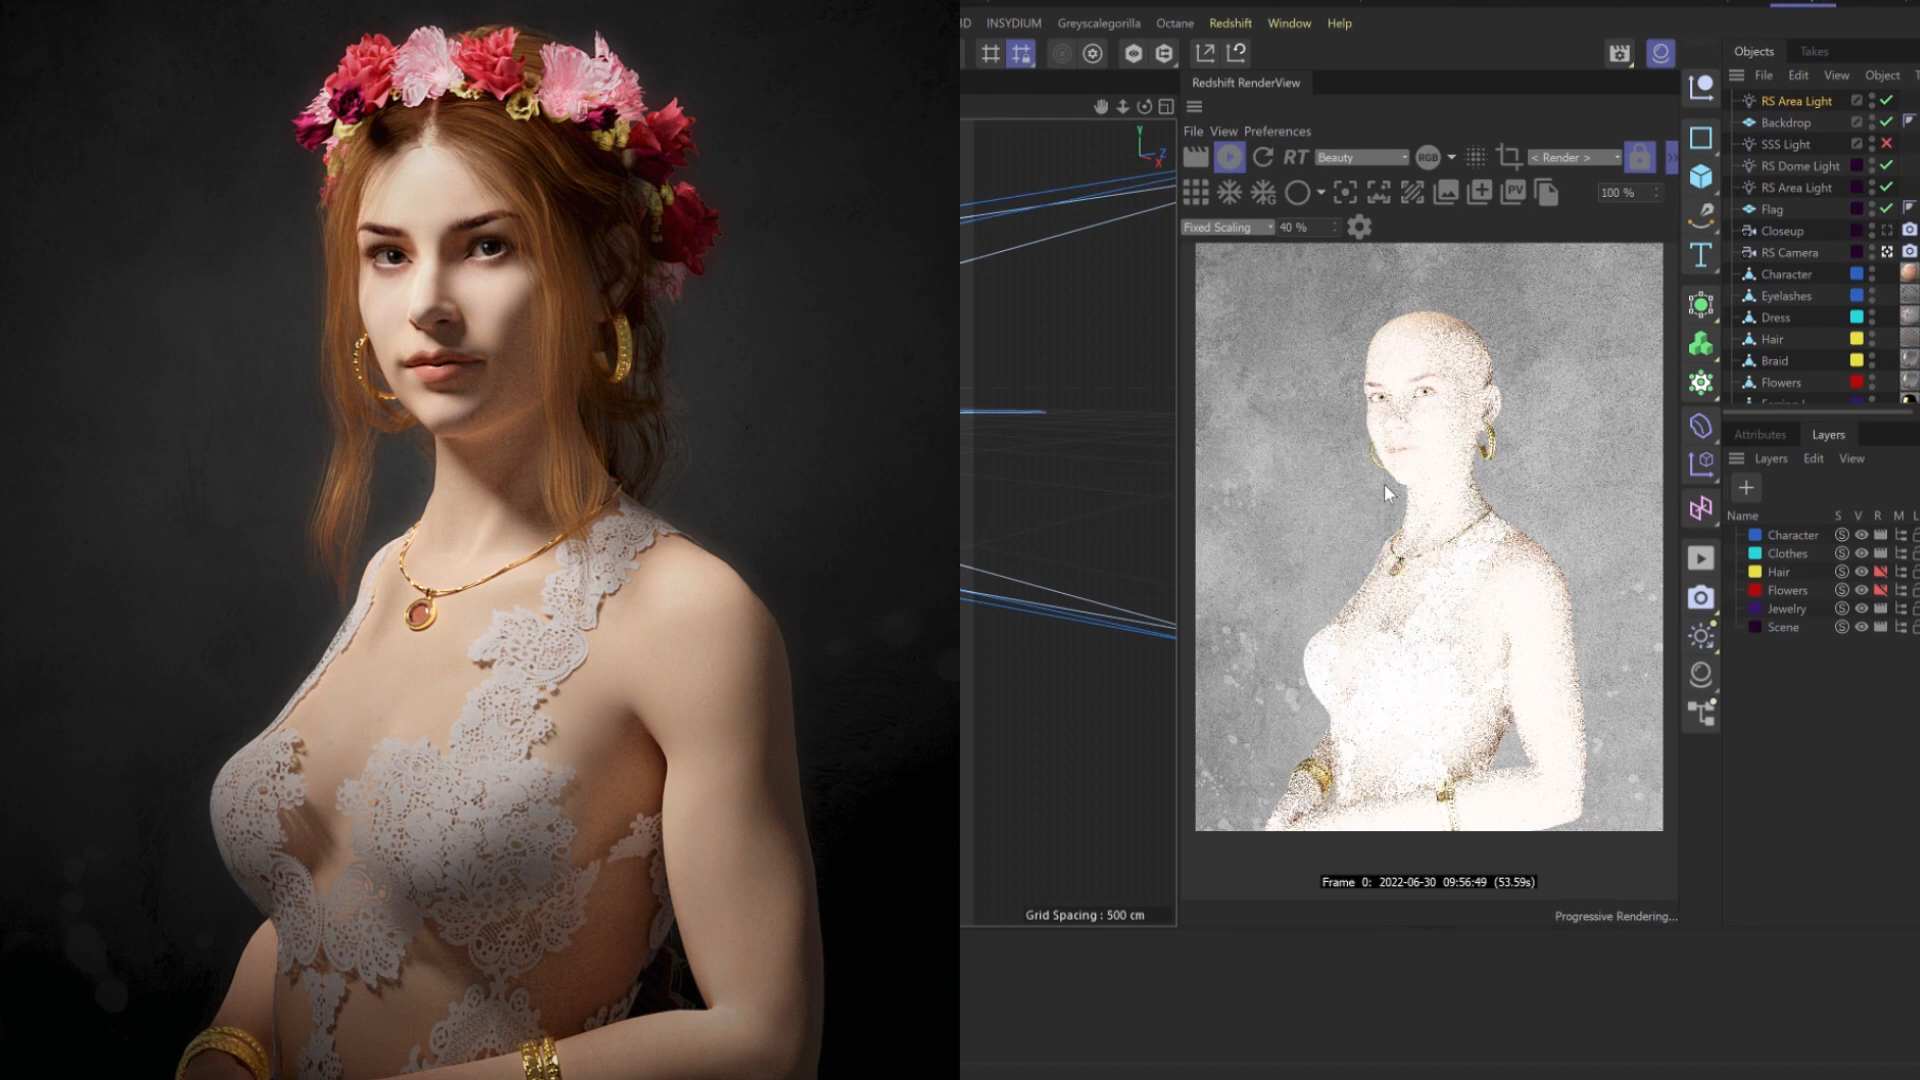 3D INSYDIUM Greyscalegorilla Octane Redshift Window Help
Redshift RenderView
File View Preferences
RT Beauty RGB < Render >
PV 100 %
Fixed Scaling 40 %
Y
Z
X
Grid Spacing : 500 cm
Frame 0: 2022-06-30 09:56:49 (53.59s)
Progressive Rendering...
Objects Takes
File Edit View Object
RS Area Light
Backdrop
SSS Light
RS Dome Light
RS Area Light
Flag
Closeup
RS Camera
Character
Eyelashes
Dress
Hair
Braid
Flowers
Attributes Layers
Layers Edit View
Name S V R M L
Character
Clothes
Hair
Flowers
Jewelry
Scene